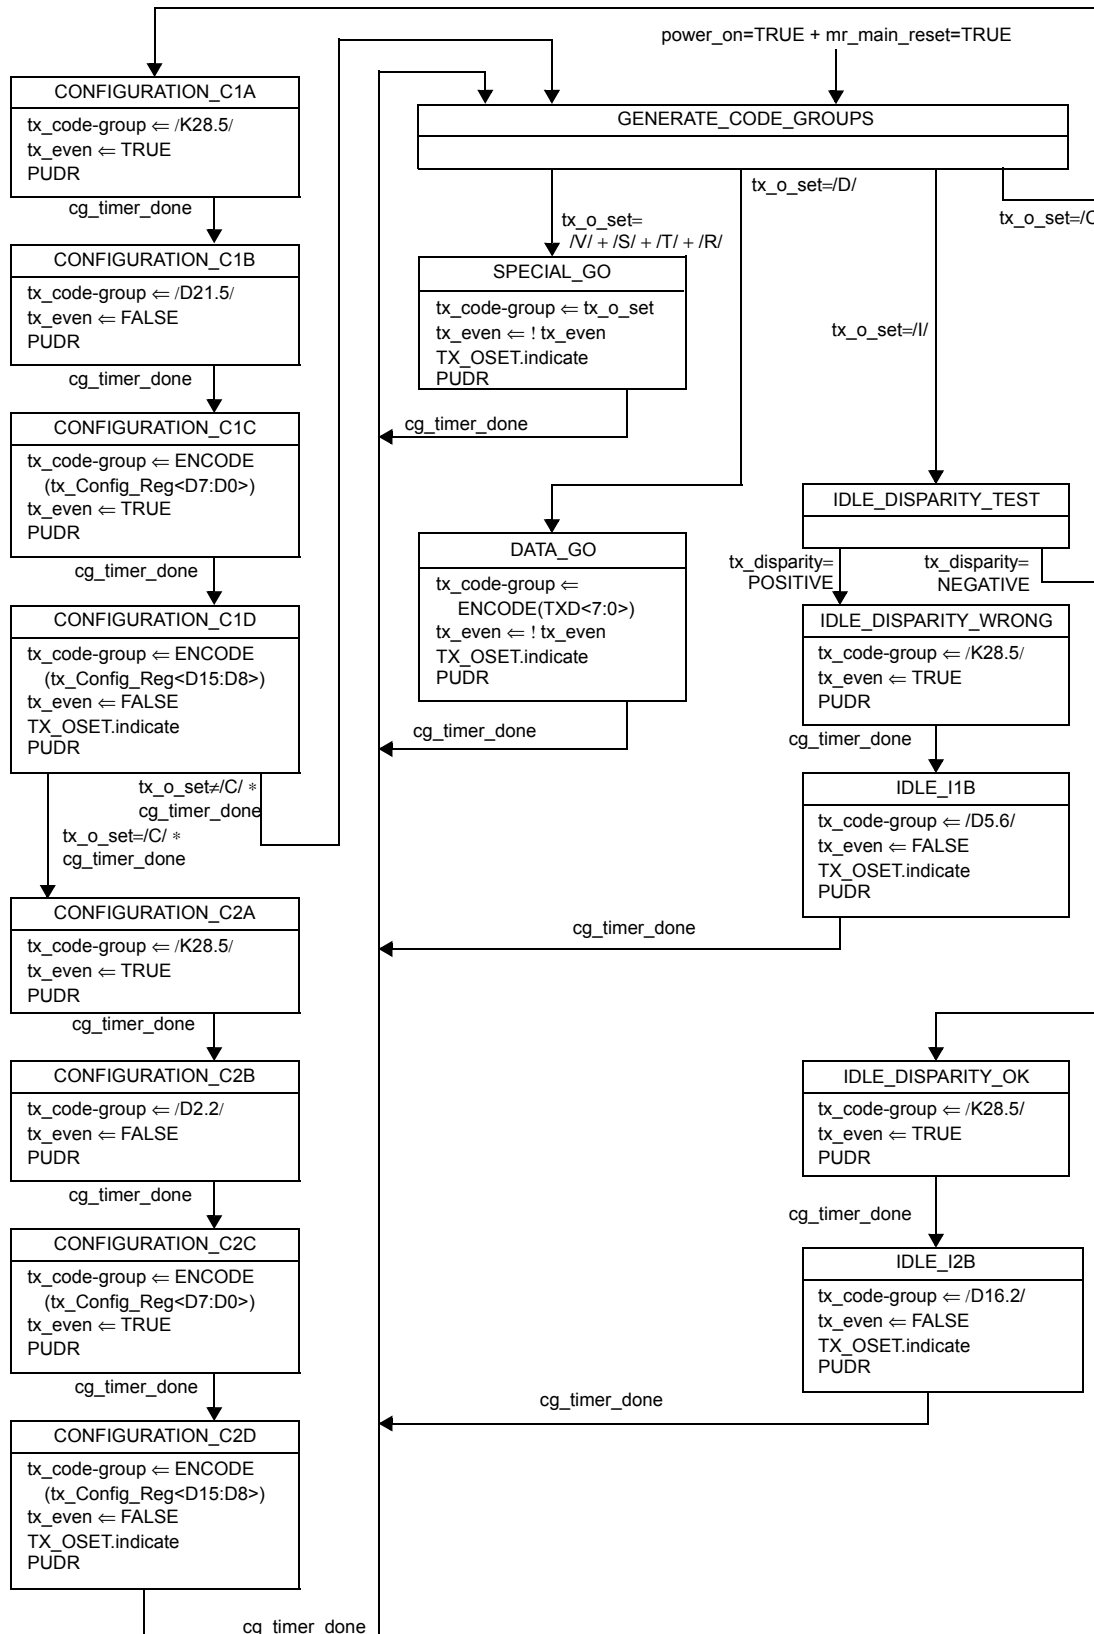 power_on=TRUE + mr_main_reset=TRUE
CONFIGURATION_C1A
tx_code-group ⇐ /K28.5/
tx_even ⇐ TRUE
PUDR
cg_timer_done
CONFIGURATION_C1B
tx_code-group ⇐ /D21.5/
tx_even ⇐ FALSE
PUDR
cg_timer_done
CONFIGURATION_C1C
tx_code-group ⇐ ENCODE
(tx_Config_Reg<D7:D0>)
tx_even ⇐ TRUE
PUDR
cg_timer_done
CONFIGURATION_C1D
tx_code-group ⇐ ENCODE
(tx_Config_Reg<D15:D8>)
tx_even ⇐ FALSE
TX_OSET.indicate
PUDR
tx_o_set≠/C/ *
cg_timer_done
tx_o_set=/C/ *
cg_timer_done
CONFIGURATION_C2A
tx_code-group ⇐ /K28.5/
tx_even ⇐ TRUE
PUDR
cg_timer_done
CONFIGURATION_C2B
tx_code-group ⇐ /D2.2/
tx_even ⇐ FALSE
PUDR
cg_timer_done
CONFIGURATION_C2C
tx_code-group ⇐ ENCODE
(tx_Config_Reg<D7:D0>)
tx_even ⇐ TRUE
PUDR
cg_timer_done
CONFIGURATION_C2D
tx_code-group ⇐ ENCODE
(tx_Config_Reg<D15:D8>)
tx_even ⇐ FALSE
TX_OSET.indicate
PUDR
cg_timer_done
GENERATE_CODE_GROUPS
tx_o_set=
/V/ + /S/ + /T/ + /R/
tx_o_set=/D/
tx_o_set=/I/
tx_o_set=/C
SPECIAL_GO
tx_code-group ⇐ tx_o_set
tx_even ⇐ ! tx_even
TX_OSET.indicate
PUDR
cg_timer_done
DATA_GO
tx_code-group ⇐
ENCODE(TXD<7:0>)
tx_even ⇐ ! tx_even
TX_OSET.indicate
PUDR
cg_timer_done
IDLE_DISPARITY_TEST
tx_disparity=
POSITIVE
tx_disparity=
NEGATIVE
IDLE_DISPARITY_WRONG
tx_code-group ⇐ /K28.5/
tx_even ⇐ TRUE
PUDR
cg_timer_done
IDLE_I1B
tx_code-group ⇐ /D5.6/
tx_even ⇐ FALSE
TX_OSET.indicate
PUDR
cg_timer_done
IDLE_DISPARITY_OK
tx_code-group ⇐ /K28.5/
tx_even ⇐ TRUE
PUDR
cg_timer_done
IDLE_I2B
tx_code-group ⇐ /D16.2/
tx_even ⇐ FALSE
TX_OSET.indicate
PUDR
cg_timer_done